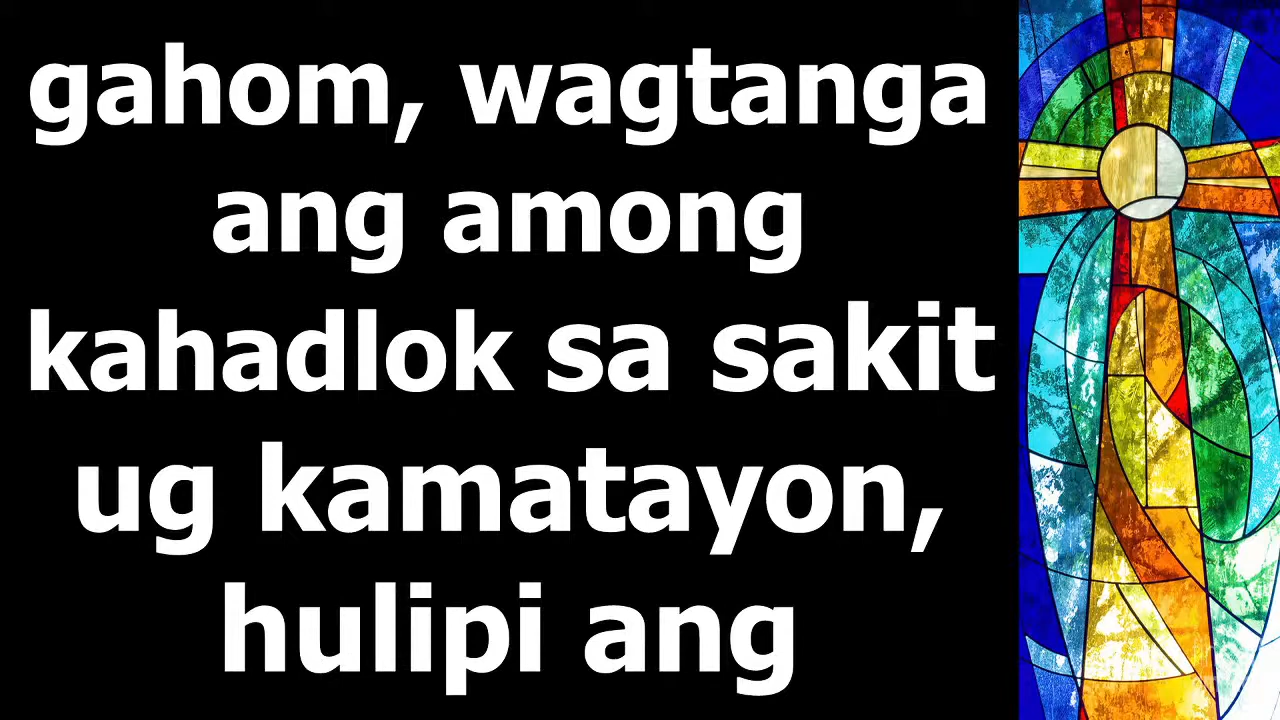 gahom, wagtanga
ang among
kahadlok sa sakit
ug kamatayon,
hulipi ang